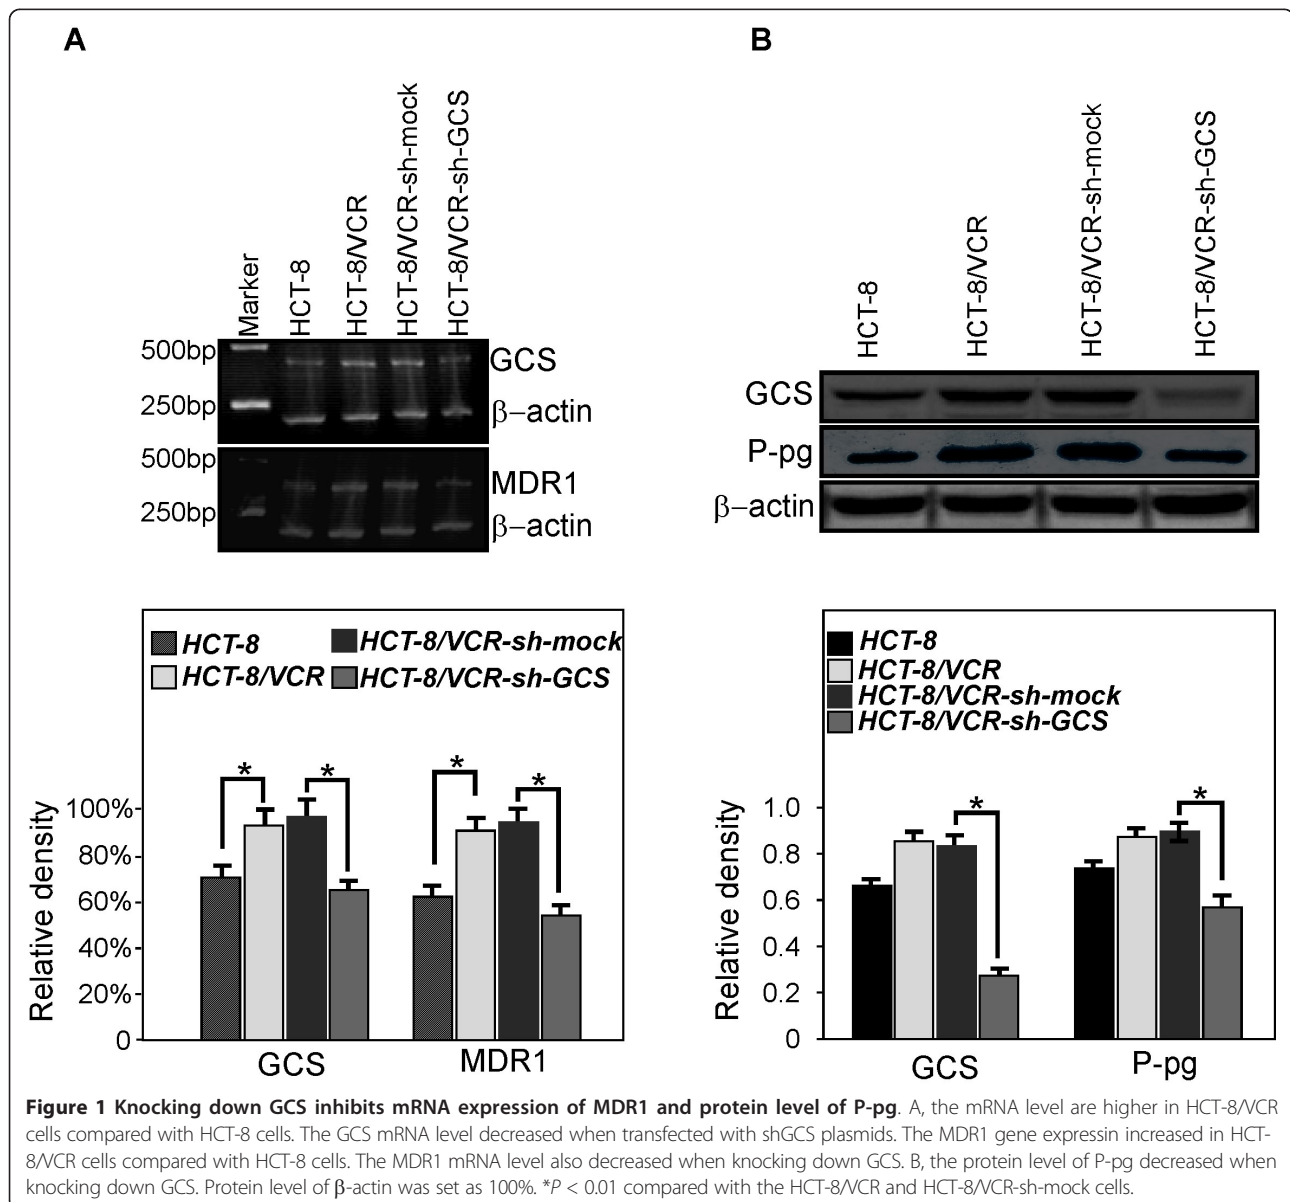 A
Marker
HCT-8
HCT-8/VCR
HCT-8/VCR-sh-mock
HCT-8/VCR-sh-GCS
500bp
GCS
250bp
β–actin
500bp
MDR1
250bp
β–actin
HCT-8
HCT-8/VCR-sh-mock
HCT-8/VCR
HCT-8/VCR-sh-GCS
* * * *
Relative density
100%
80%
60%
40%
20%
0
GCS MDR1
B
HCT-8
HCT-8/VCR
HCT-8/VCR-sh-mock
HCT-8/VCR-sh-GCS
GCS
P-pg
β–actin
HCT-8
HCT-8/VCR
HCT-8/VCR-sh-mock
HCT-8/VCR-sh-GCS
* *
Relative density
1.0
0.8
0.6
0.4
0.2
0
GCS P-pg
Figure 1 Knocking down GCS inhibits mRNA expression of MDR1 and protein level of P-pg. A, the mRNA level are higher in HCT-8/VCR
cells compared with HCT-8 cells. The GCS mRNA level decreased when transfected with shGCS plasmids. The MDR1 gene expressin increased in HCT-
8/VCR cells compared with HCT-8 cells. The MDR1 mRNA level also decreased when knocking down GCS. B, the protein level of P-pg decreased when
knocking down GCS. Protein level of β-actin was set as 100%. *P < 0.01 compared with the HCT-8/VCR and HCT-8/VCR-sh-mock cells.